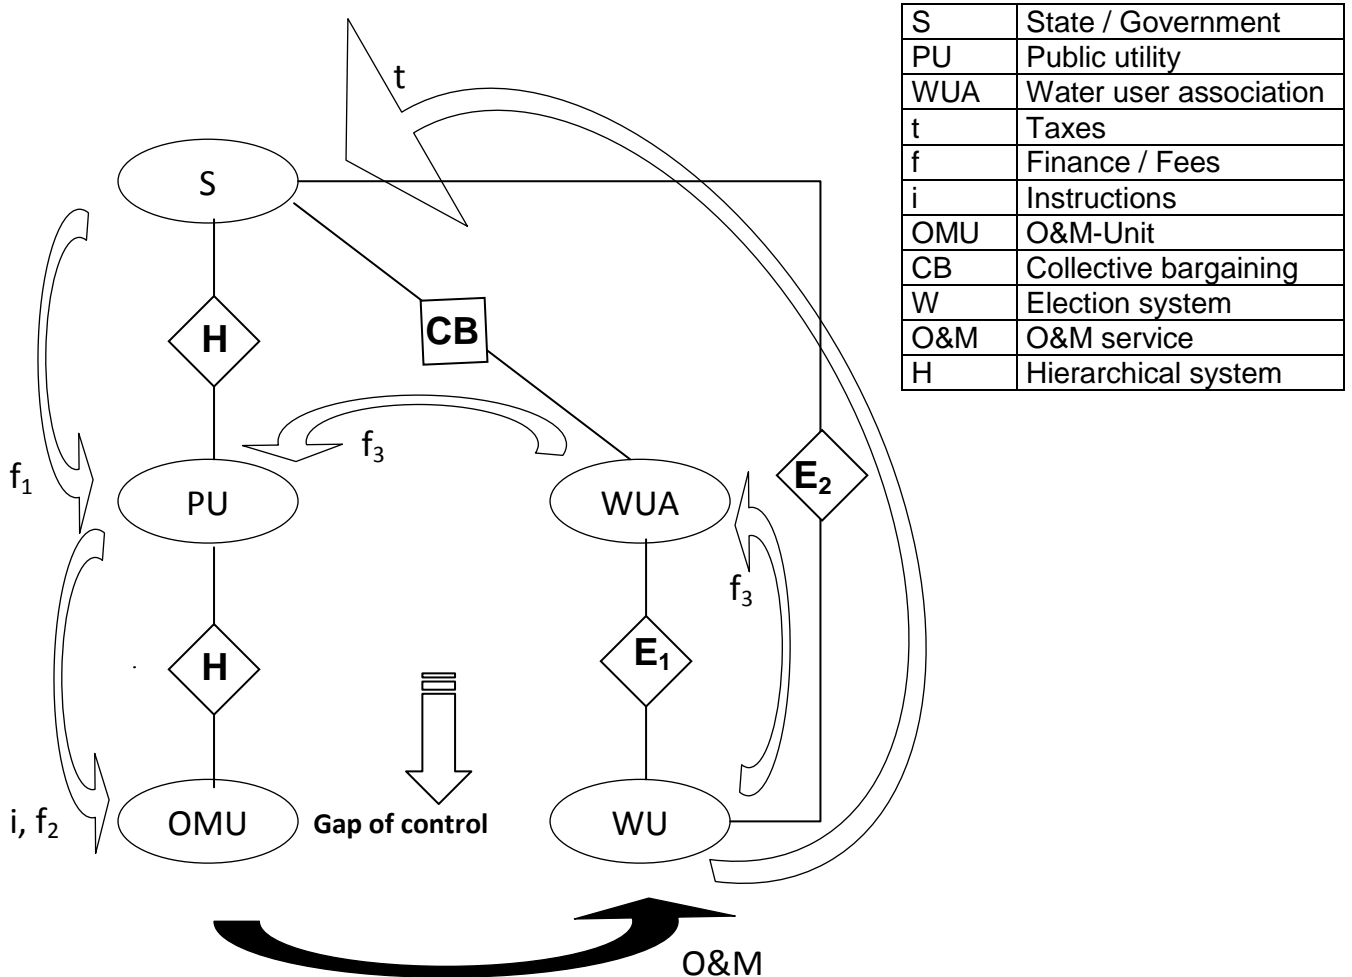 t
S
H
CB
f₃
f₁
PU
WUA
E₂
f₃
H
E₁
i, f₂
OMU
Gap of control
WU
O&M
S State / Government
PU Public utility
WUA Water user association
t Taxes
f Finance / Fees
i Instructions
OMU O&M-Unit
CB Collective bargaining
W Election system
O&M O&M service
H Hierarchical system